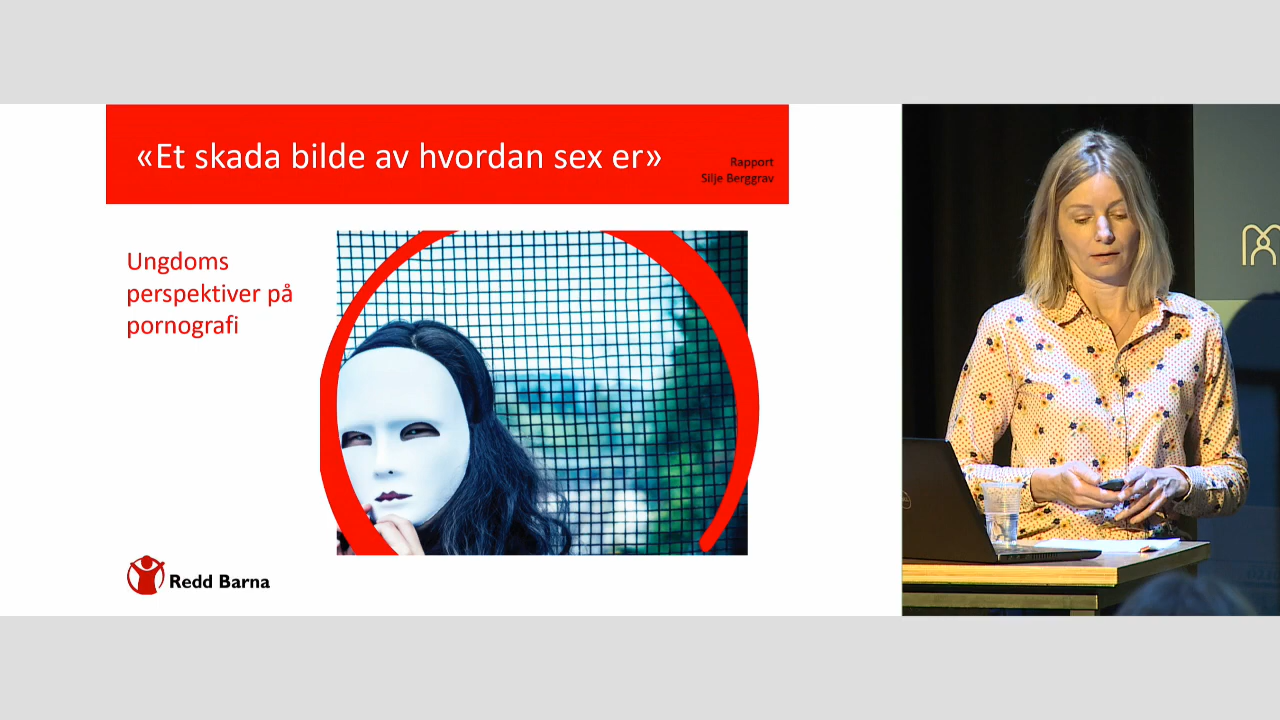 «Et skada bilde av hvordan sex er»
Rapport
Silje Berggrav
Ungdoms
perspektiver på
pornografi
Redd Barna